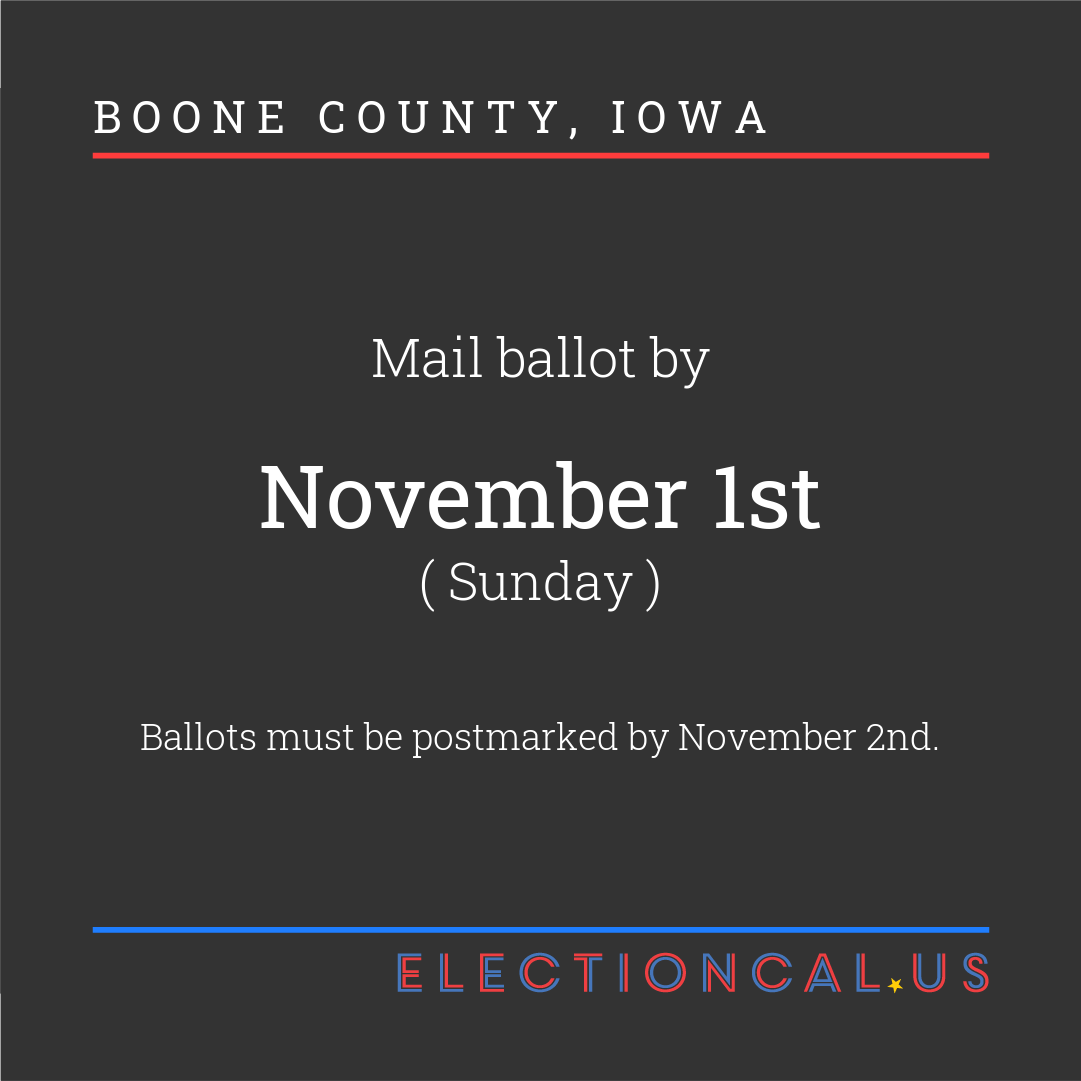 BOONE COUNTY, IOWA
Mail ballot by
November 1st
( Sunday )
Ballots must be postmarked by November 2nd.
ELECTIONCAL.US